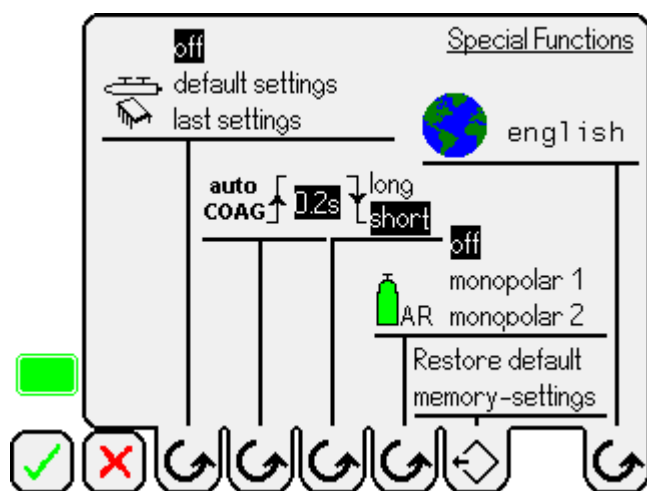 Special Functions
off
default settings
last settings
english
auto
COAG
0.2s
long
short
off
monopolar 1
AR monopolar 2
Restore default
memory-settings